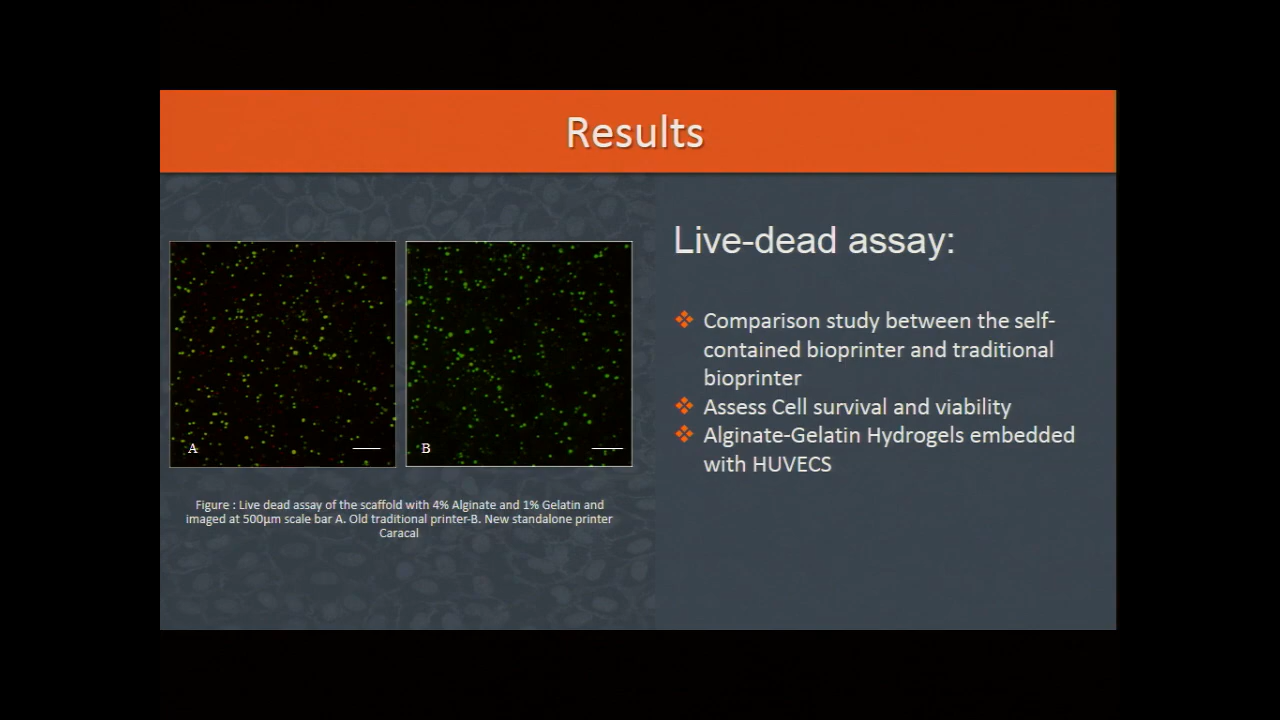 Results
A
B
Figure : Live dead assay of the scaffold with 4% Alginate and 1% Gelatin and
imaged at 500µm scale bar A. Old traditional printer-B. New standalone printer
Caracal
Live-dead assay:
Comparison study between the self-
contained bioprinter and traditional
bioprinter
Assess Cell survival and viability
Alginate-Gelatin Hydrogels embedded
with HUVECS